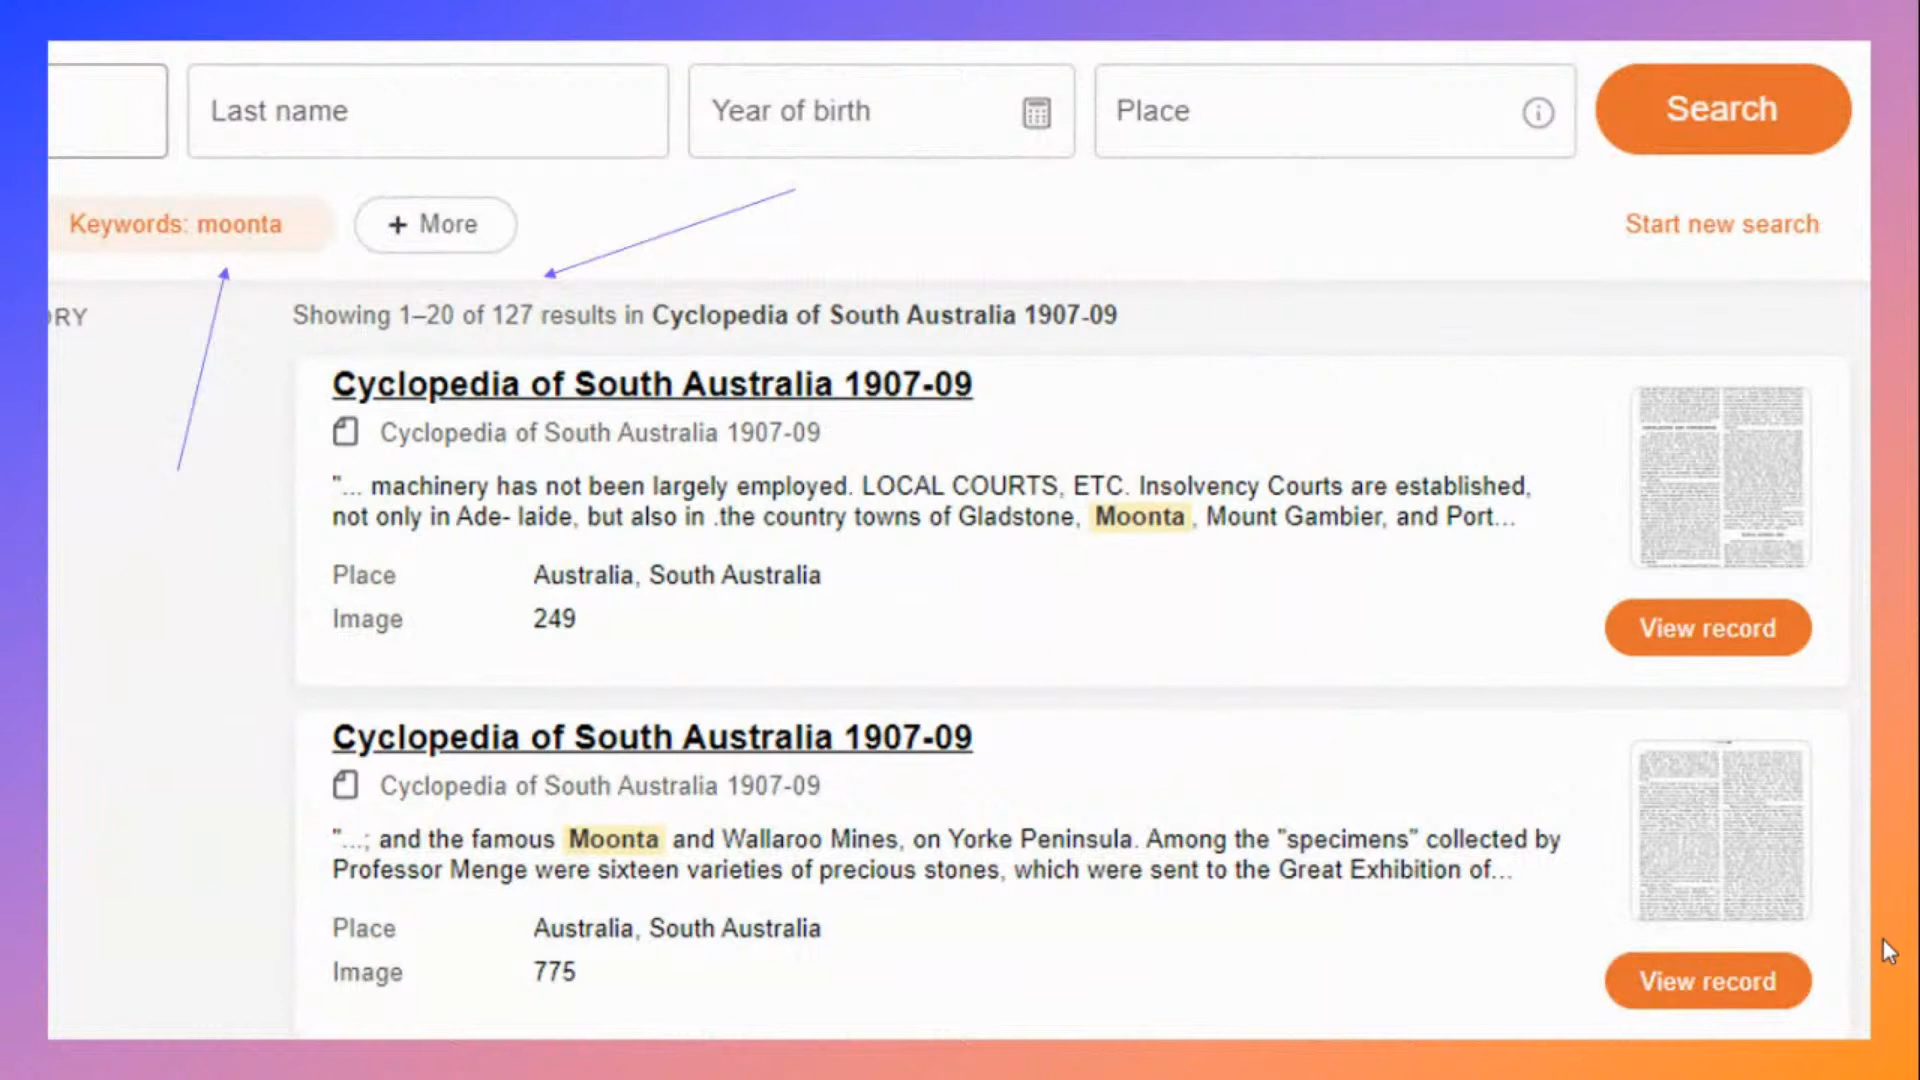 Last name
Year of birth
Place
Search
Keywords: moonta
+ More
Start new search
ORY
Showing 1–20 of 127 results in Cyclopedia of South Australia 1907-09
Cyclopedia of South Australia 1907-09
Cyclopedia of South Australia 1907-09
"... machinery has not been largely employed. LOCAL COURTS, ETC. Insolvency Courts are established,
not only in Ade- laide, but also in .the country towns of Gladstone, Moonta, Mount Gambier, and Port...
Place Australia, South Australia
Image 249
View record
Cyclopedia of South Australia 1907-09
Cyclopedia of South Australia 1907-09
"...; and the famous Moonta and Wallaroo Mines, on Yorke Peninsula. Among the "specimens" collected by
Professor Menge were sixteen varieties of precious stones, which were sent to the Great Exhibition of...
Place Australia, South Australia
Image 775
View record